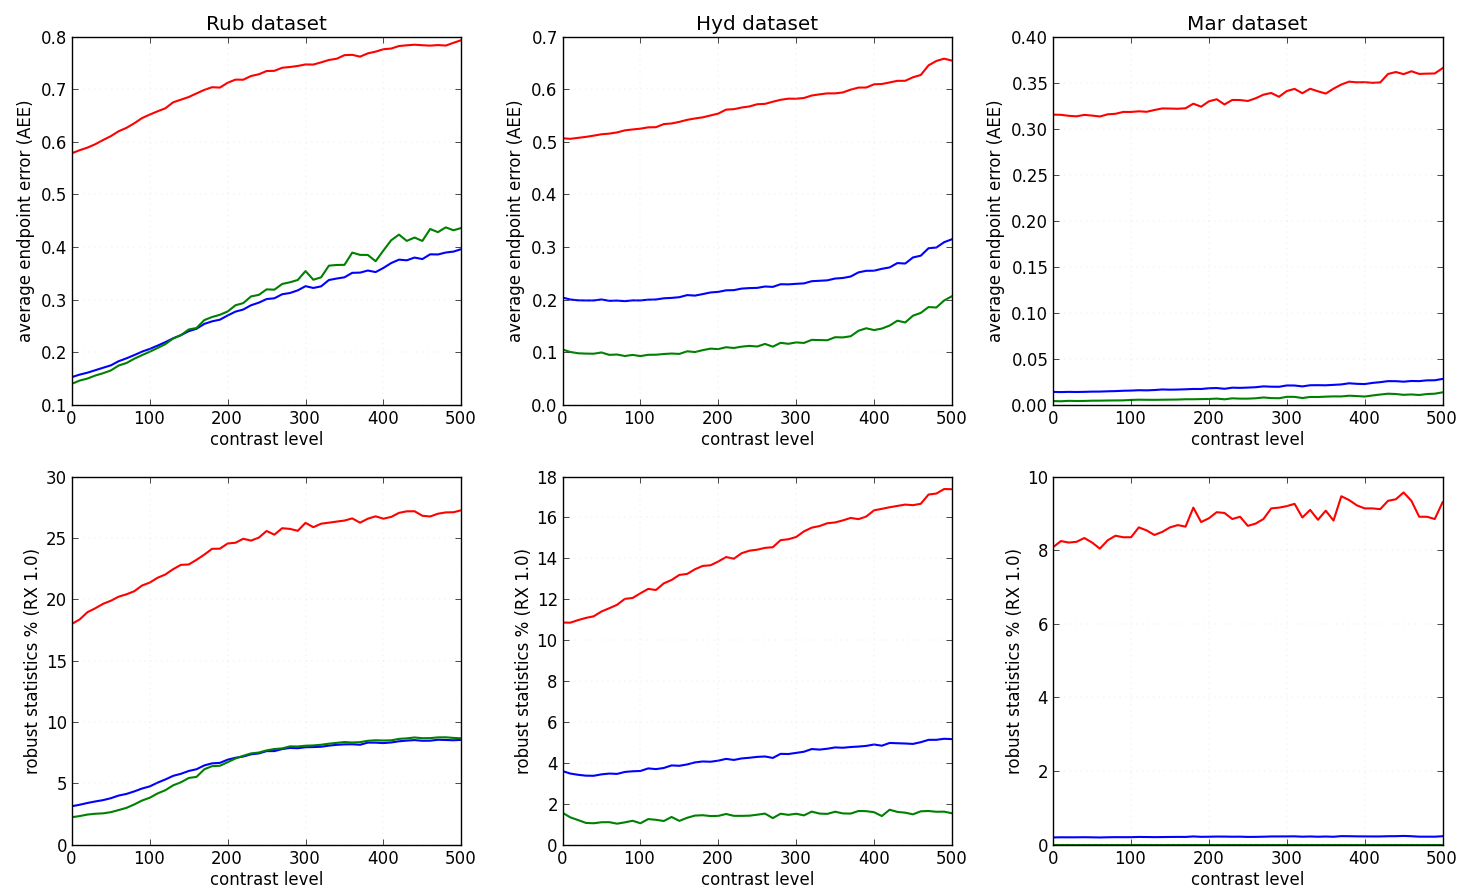 Rub dataset
Hyd dataset
Mar dataset
average endpoint error (AEE)
0.8
0.7
0.6
0.5
0.4
0.3
0.2
0.1
0 100 200 300 400 500
contrast level
average endpoint error (AEE)
0.7
0.6
0.5
0.4
0.3
0.2
0.1
0.0
0 100 200 300 400 500
contrast level
average endpoint error (AEE)
0.40
0.35
0.30
0.25
0.20
0.15
0.10
0.05
0.00
0 100 200 300 400 500
contrast level
robust statistics % (RX 1.0)
30
25
20
15
10
5
0
0 100 200 300 400 500
contrast level
robust statistics % (RX 1.0)
18
16
14
12
10
8
6
4
2
0
0 100 200 300 400 500
contrast level
robust statistics % (RX 1.0)
10
8
6
4
2
0
0 100 200 300 400 500
contrast level